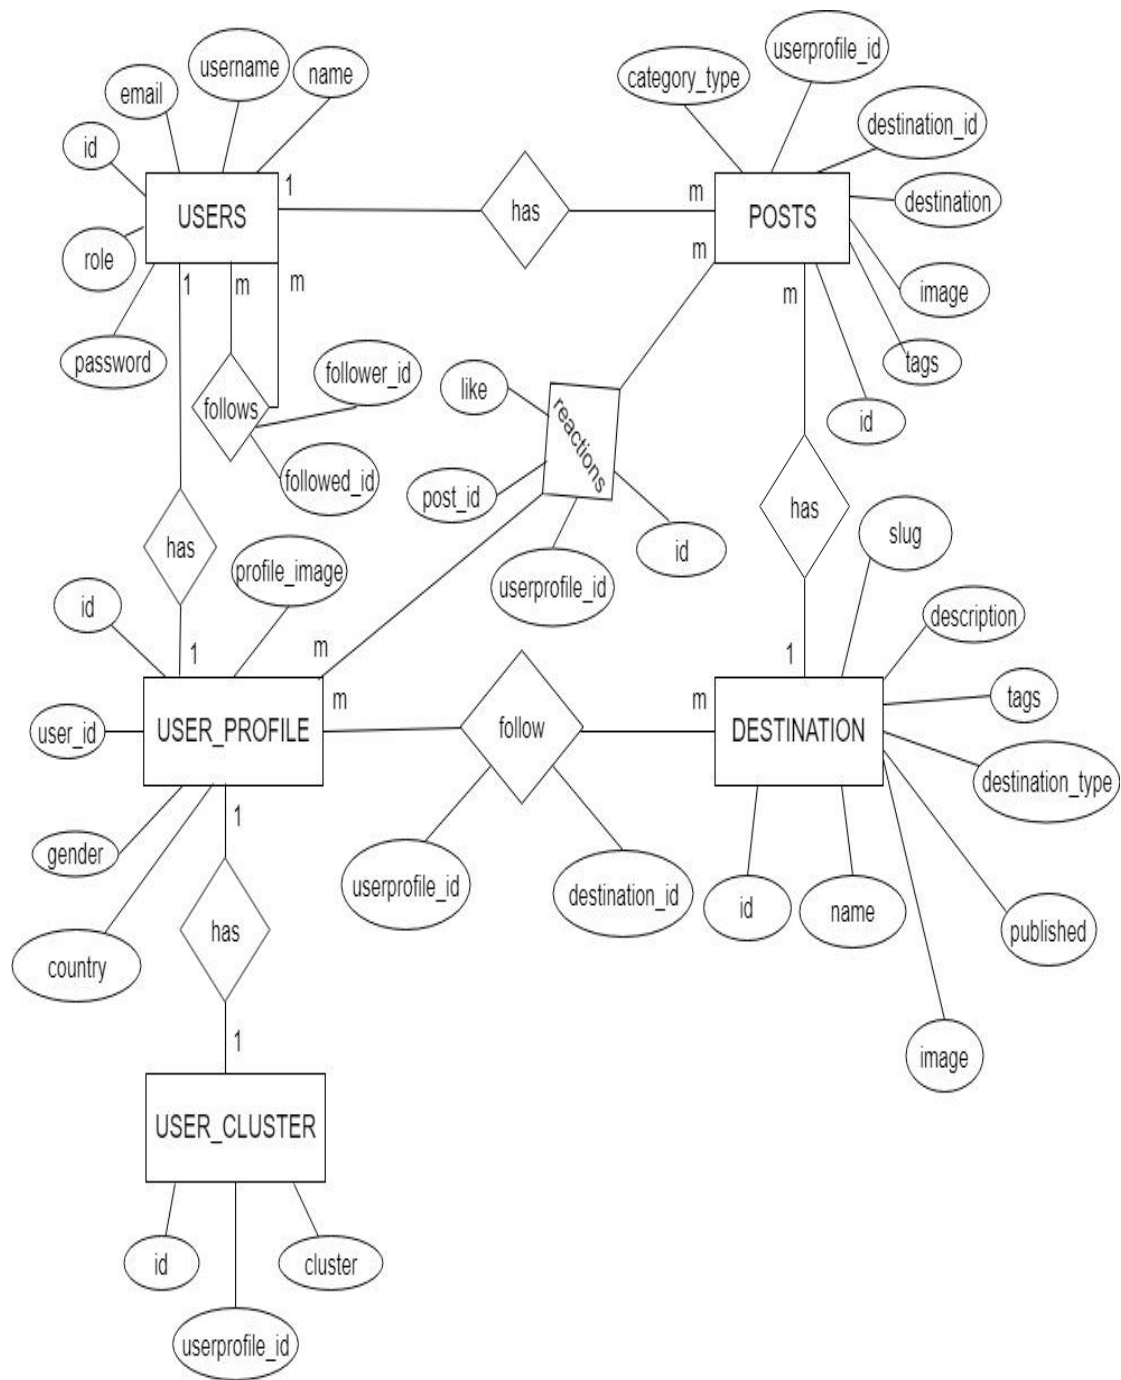 username
name
email
id
USERS
role
password
1
1
m
m
has
m
category_type
userprofile_id
destination_id
destination
POSTS
image
tags
id
m
m
follows
follower_id
followed_id
like
reactions
post_id
userprofile_id
id
m
has
1
has
1
profile_image
id
user_id
USER_PROFILE
gender
country
m
follow
m
userprofile_id
destination_id
slug
description
tags
DESTINATION
destination_type
id
name
published
image
1
has
1
USER_CLUSTER
id
cluster
userprofile_id